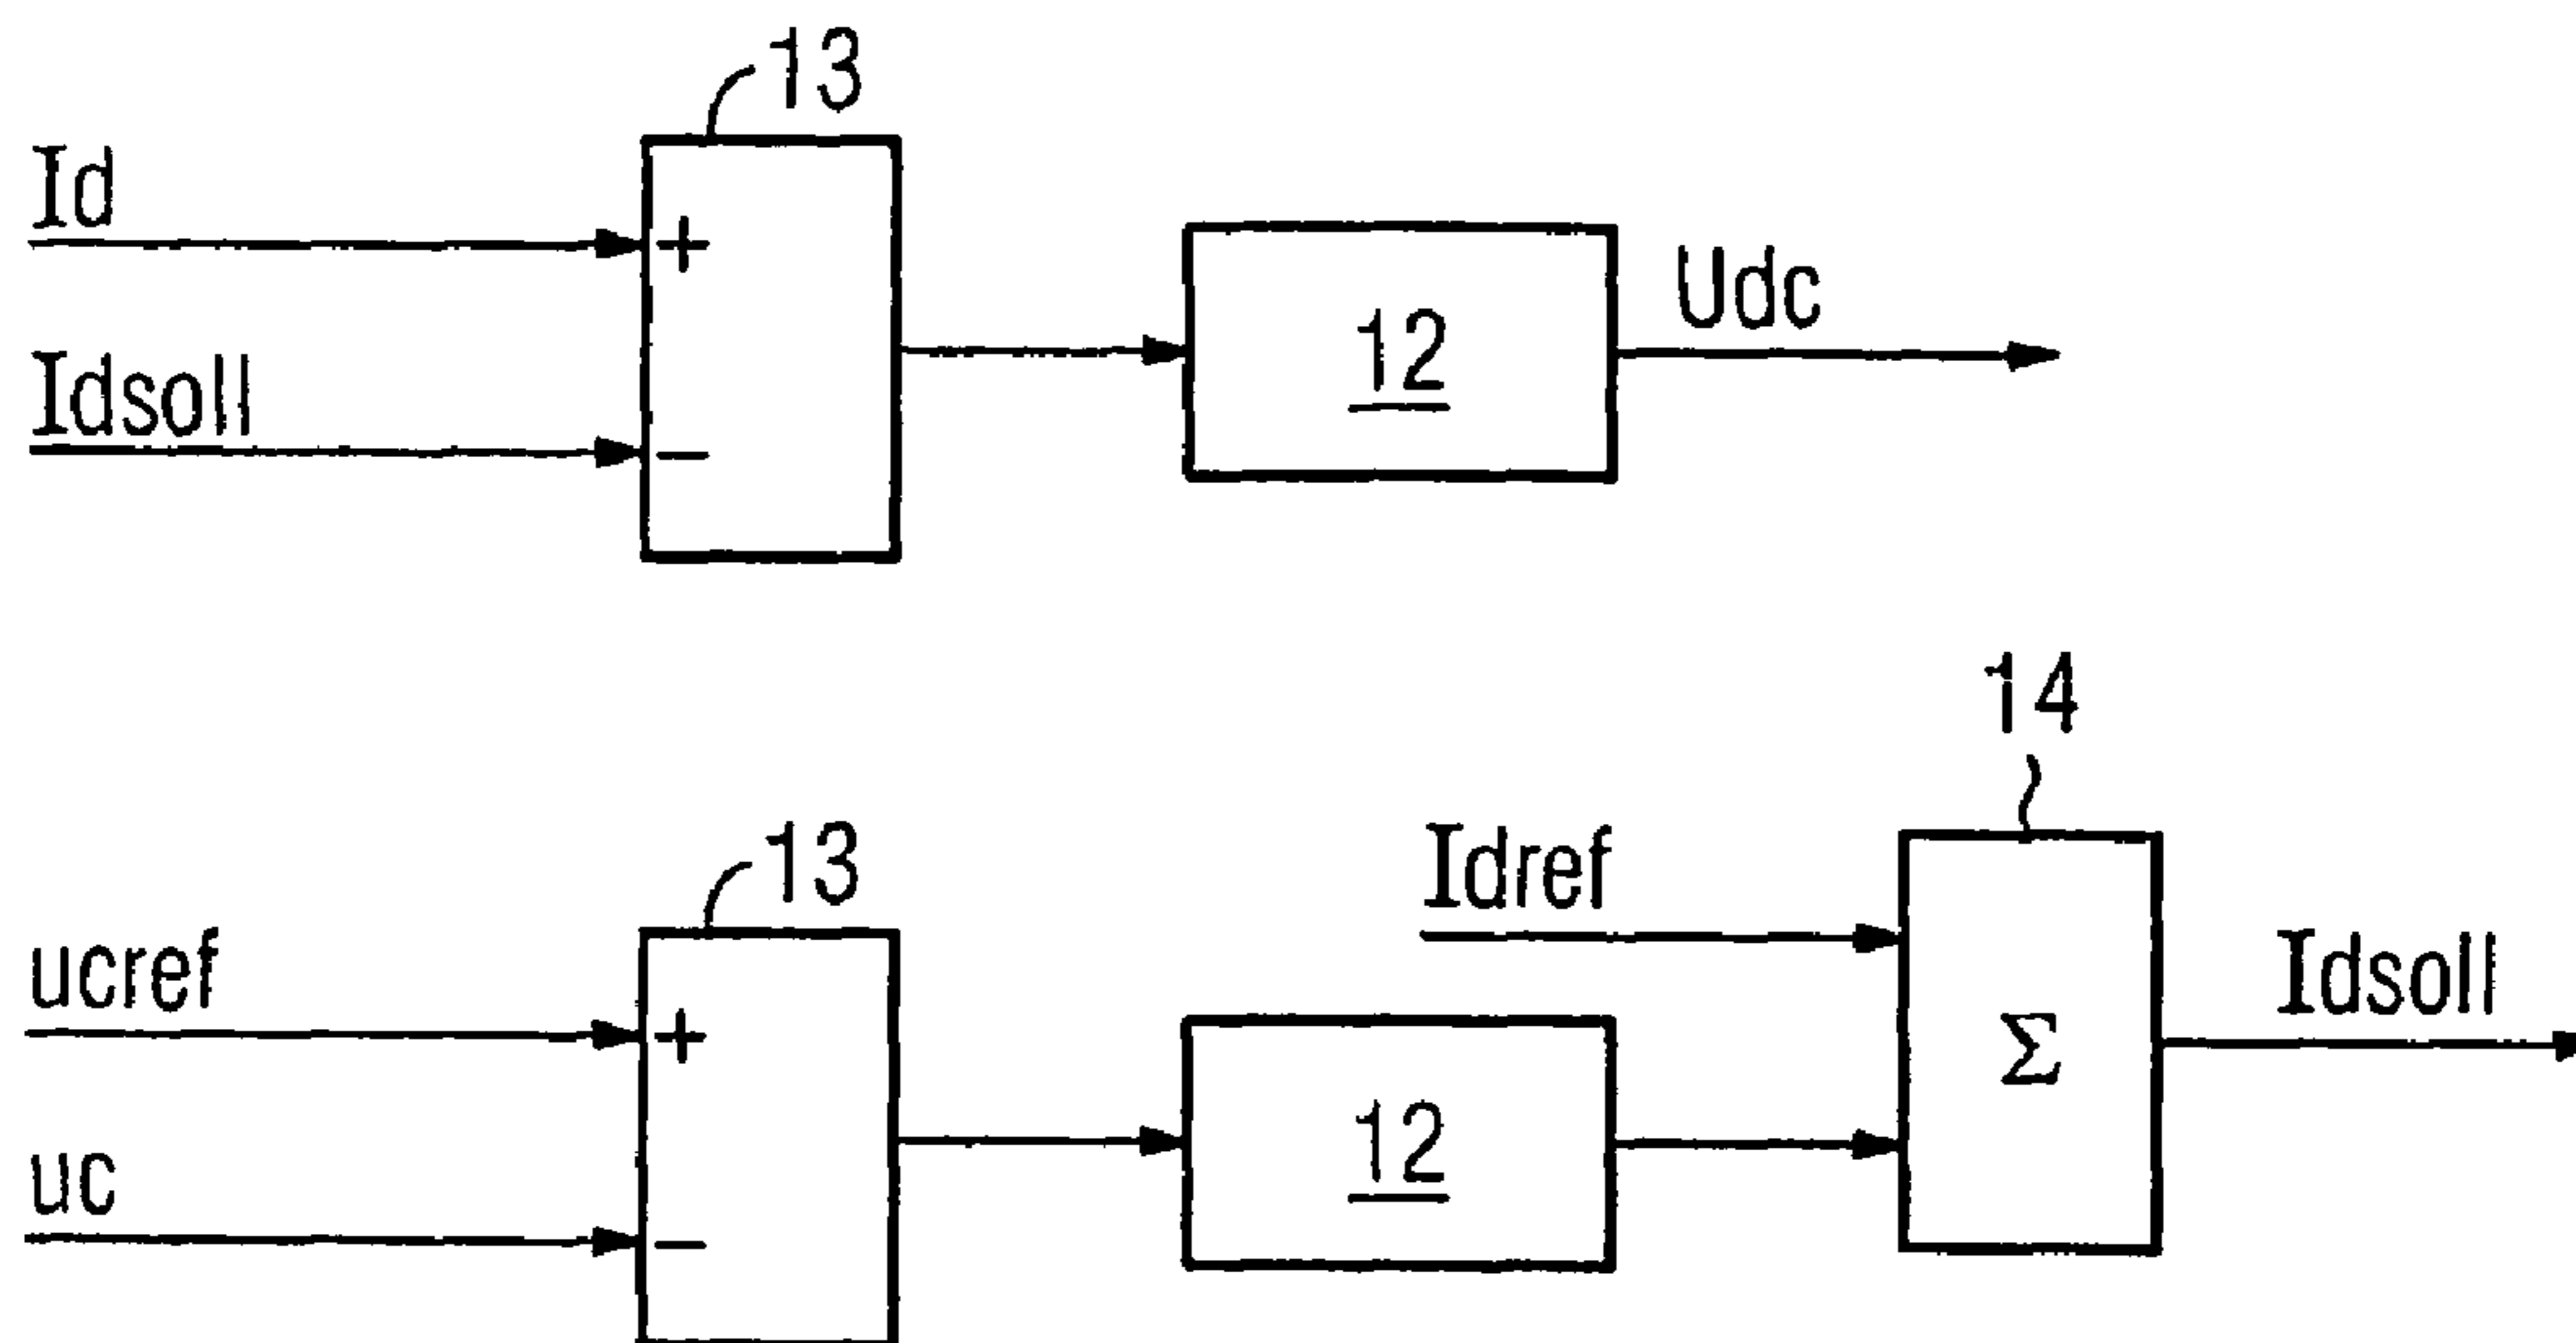 13
Id
+
Idsoll
−
12
Udc
14
13
Idref
ucref
+
Idsoll
Σ
uc
−
12